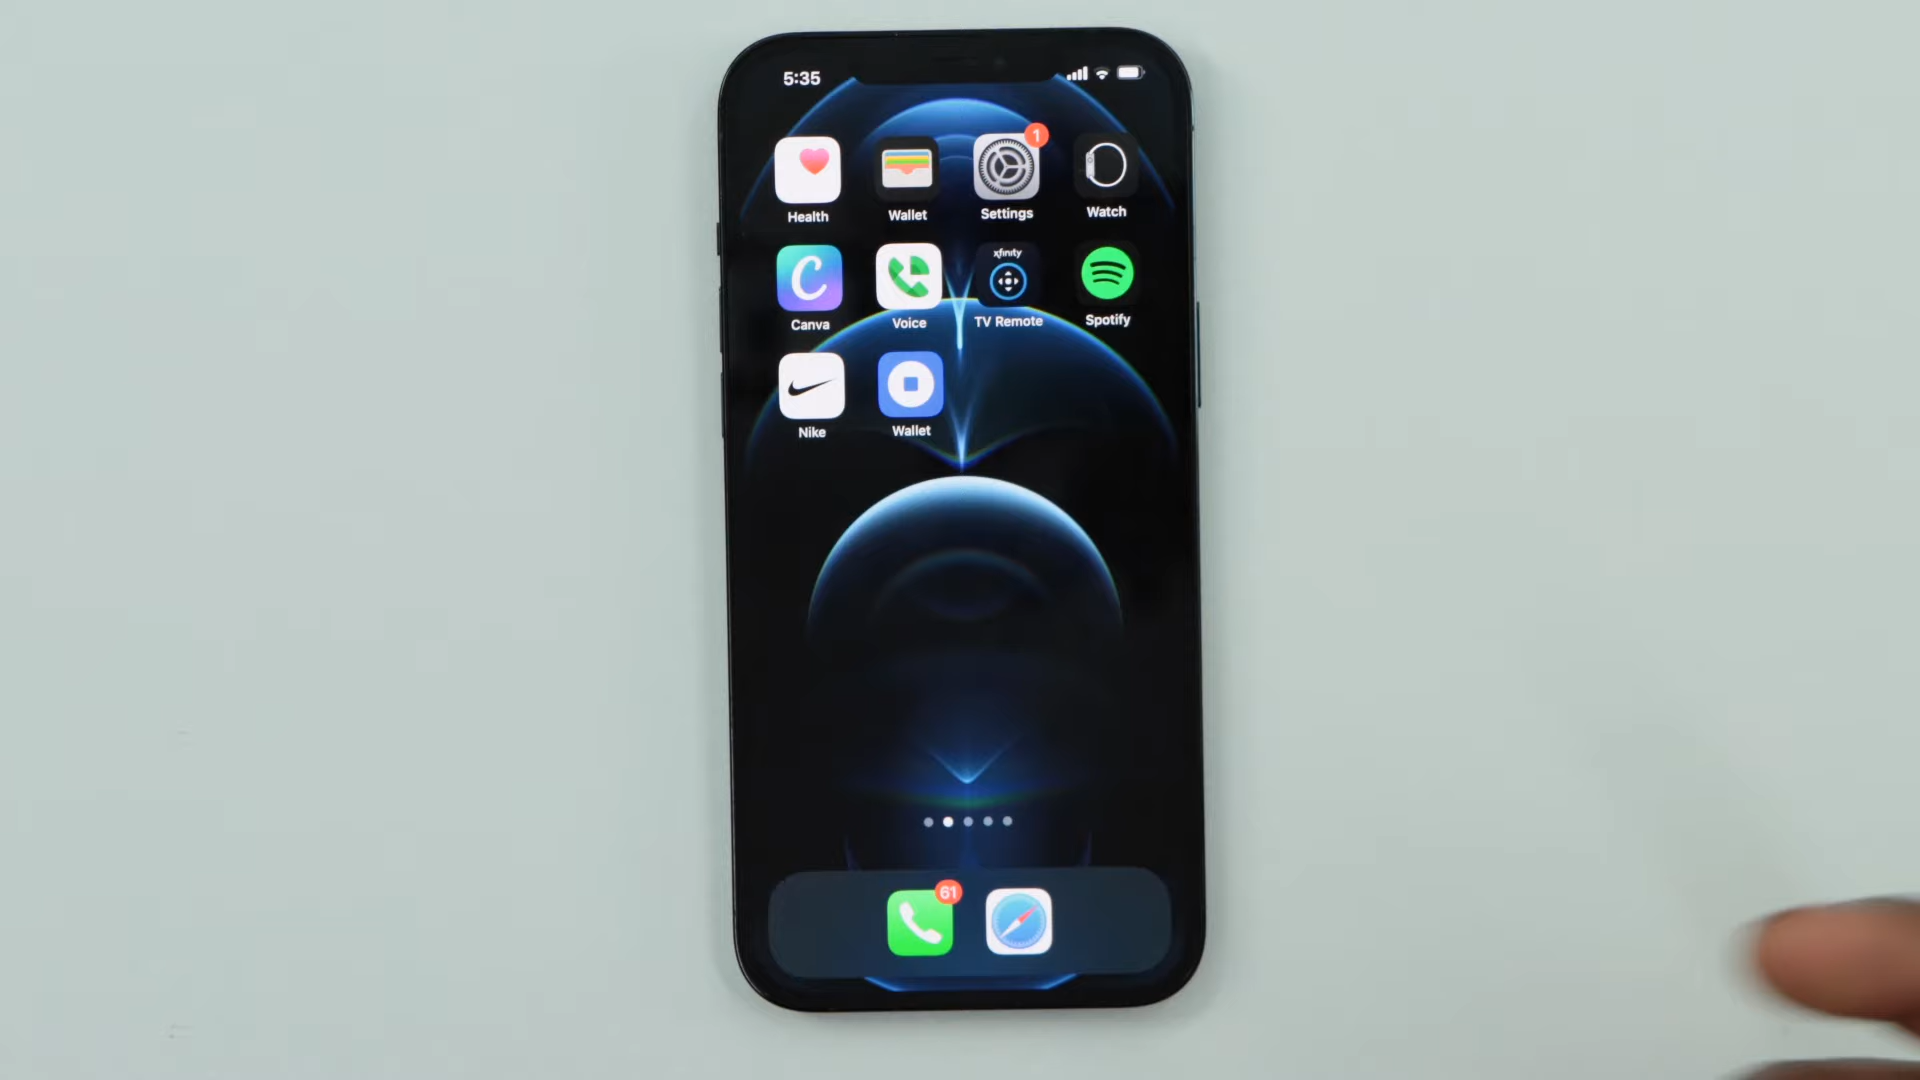 5:35
1
Health Wallet Settings Watch
xfinity
Canva Voice TV Remote Spotify
Nike Wallet
61